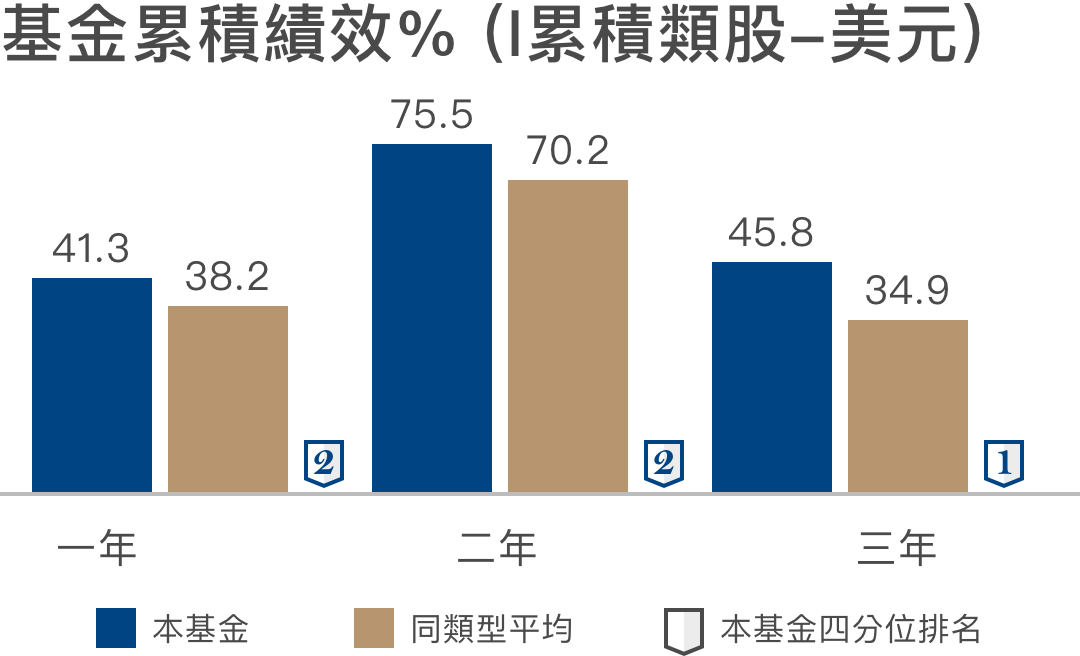 基金累積績效% (I累積類股–美元)
75.5
70.2
41.3
38.2
45.8
34.9
2
2
1
一年
二年
三年
本基金
同類型平均
本基金四分位排名